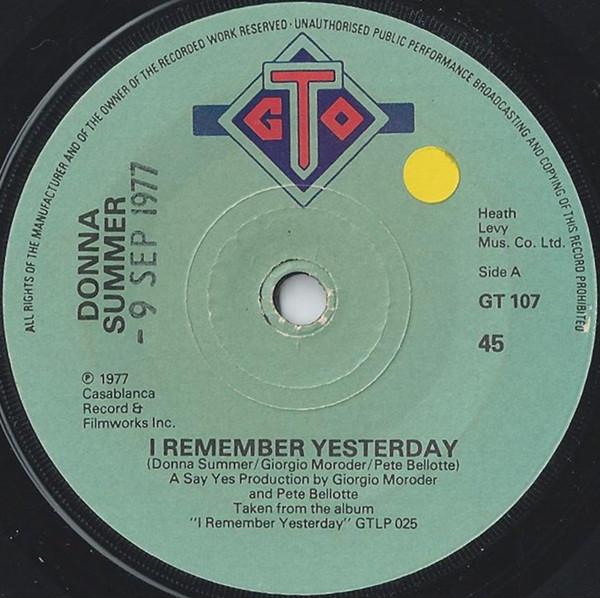 ALL RIGHTS OF THE MANUFACTURER AND OF THE OWNER OF THE RECORDED WORK RESERVED · UNAUTHORISED PUBLIC PERFORMANCE BROADCASTING AND COPYING OF THIS RECORD PROHIBITED
GTO
DONNA
SUMMER
- 9 SEP 1977
Heath
Levy
Mus. Co. Ltd.
Side A
GT 107
45
℗ 1977
Casablanca
Record &
Filmworks Inc.
I REMEMBER YESTERDAY
(Donna Summer/Giorgio Moroder/Pete Bellotte)
A Say Yes Production by Giorgio Moroder
and Pete Bellotte
Taken from the album
"I Remember Yesterday" GTLP 025